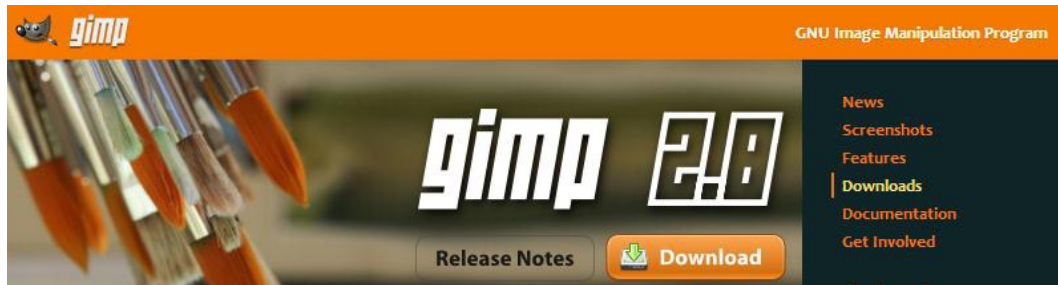 gimp
GNU Image Manipulation Program
gimp 2.8
Release Notes
Download
News
Screenshots
Features
Downloads
Documentation
Get Involved